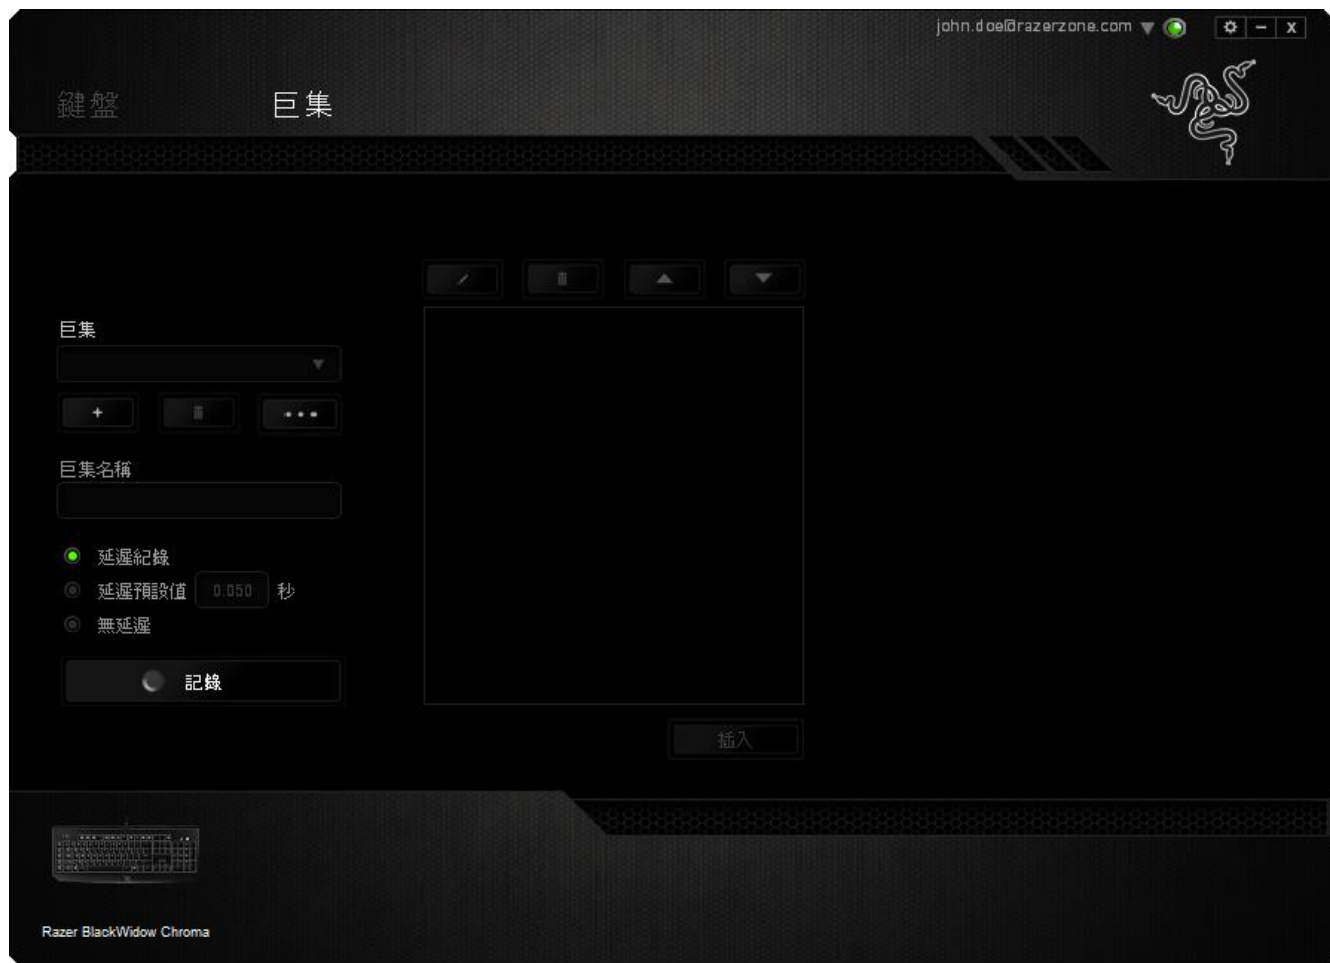 john.doe@razerzone.com
鍵盤 巨集
巨集
巨集名稱
延遲紀錄
延遲預設值 0.050 秒
無延遲
記錄
插入
Razer BlackWidow Chroma